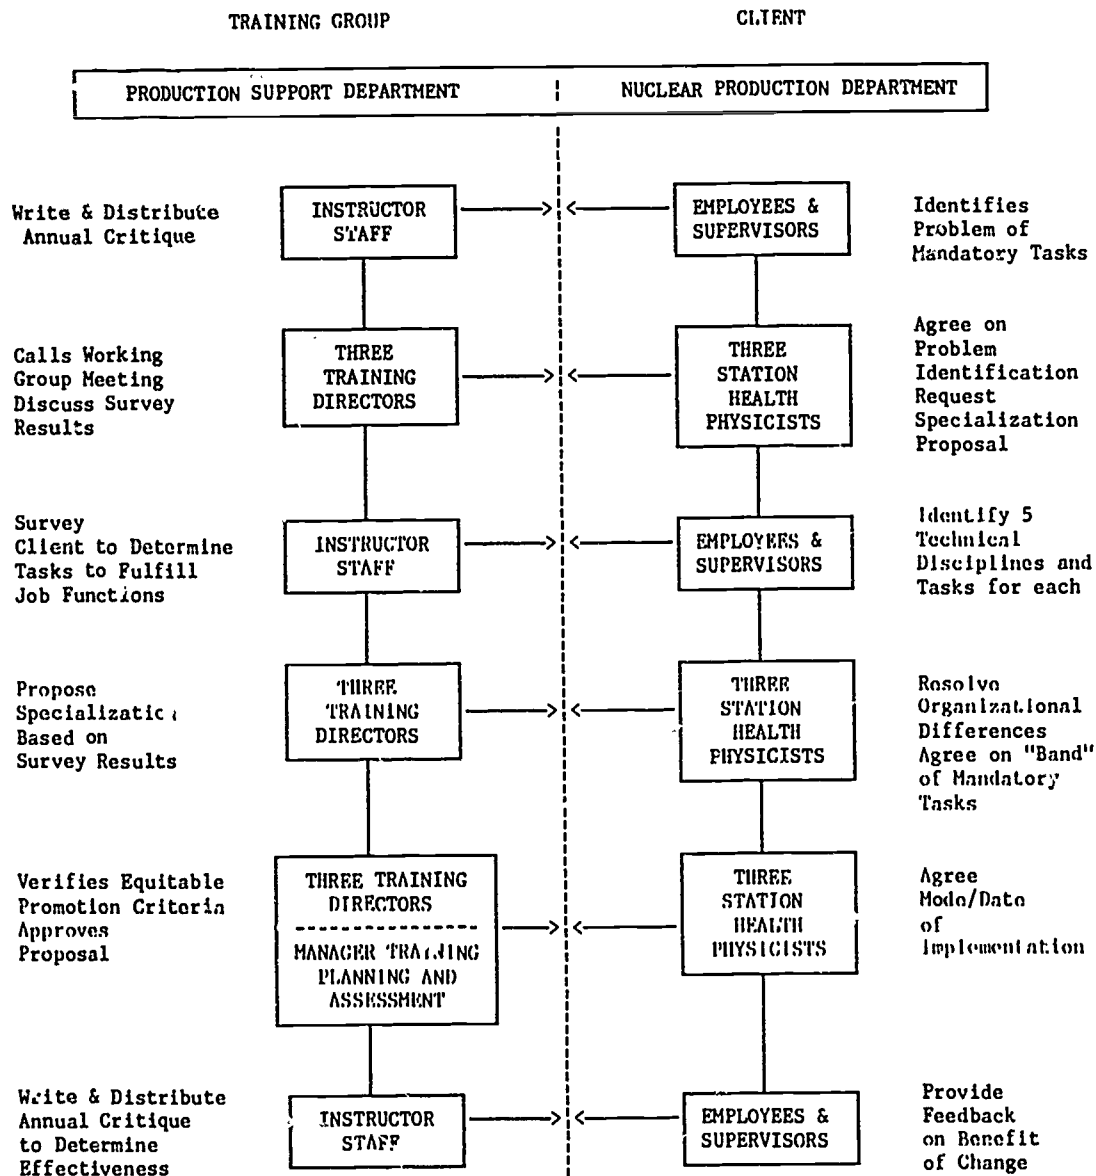 TRAINING GROUP
CLIENT
PRODUCTION SUPPORT DEPARTMENT
NUCLEAR PRODUCTION DEPARTMENT
Write & Distribute
Annual Critique
INSTRUCTOR
STAFF
EMPLOYEES &
SUPERVISORS
Identifies
Problem of
Mandatory Tasks
Calls Working
Group Meeting
Discuss Survey
Results
THREE
TRAINING
DIRECTORS
THREE
STATION
HEALTH
PHYSICISTS
Agree on
Problem
Identification
Request
Specialization
Proposal
Survey
Client to Determine
Tasks to Fulfill
Job Functions
INSTRUCTOR
STAFF
EMPLOYEES &
SUPERVISORS
Identify 5
Technical
Disciplines and
Tasks for each
Propose
Specializatic
Based on
Survey Results
THREE
TRAINING
DIRECTORS
THREE
STATION
HEALTH
PHYSICISTS
Resolve
Organizational
Differences
Agree on "Band"
of Mandatory
Tasks
Verifies Equitable
Promotion Criteria
Approves
Proposal
THREE TRAINING
DIRECTORS
MANAGER TRAINING
PLANNING AND
ASSESSMENT
THREE
STATION
HEALTH
PHYSICISTS
Agree
Mode/Date
of
Implementation
Write & Distribute
Annual Critique
to Determine
Effectiveness
INSTRUCTOR
STAFF
EMPLOYEES &
SUPERVISORS
Provide
Feedback
on Benefit
of Change